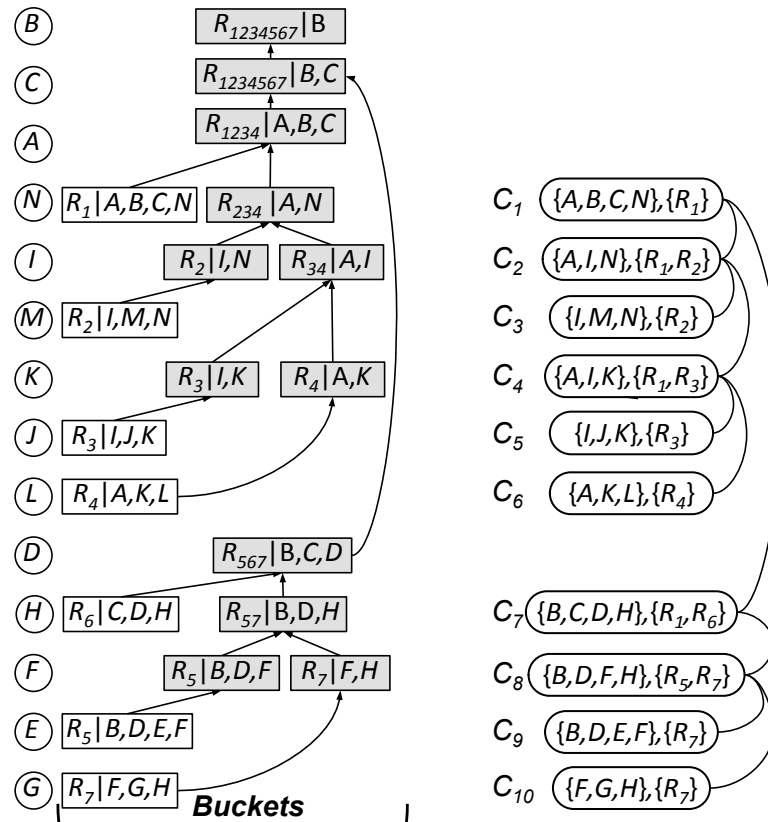 B R1234567|B
C R1234567|B,C
A R1234|A,B,C
N R1|A,B,C,N R234|A,N C1 {A,B,C,N},{R1}
I R2|I,N R34|A,I C2 {A,I,N},{R1,R2}
M R2|I,M,N C3 {I,M,N},{R2}
K R3|I,K R4|A,K C4 {A,I,K},{R1,R3}
J R3|I,J,K C5 {I,J,K},{R3}
L R4|A,K,L C6 {A,K,L},{R4}
D R567|B,C,D
H R6|C,D,H R57|B,D,H C7 {B,C,D,H},{R1,R6}
F R5|B,D,F R7|F,H C8 {B,D,F,H},{R5,R7}
E R5|B,D,E,F C9 {B,D,E,F},{R7}
G R7|F,G,H C10 {F,G,H},{R7}
Buckets